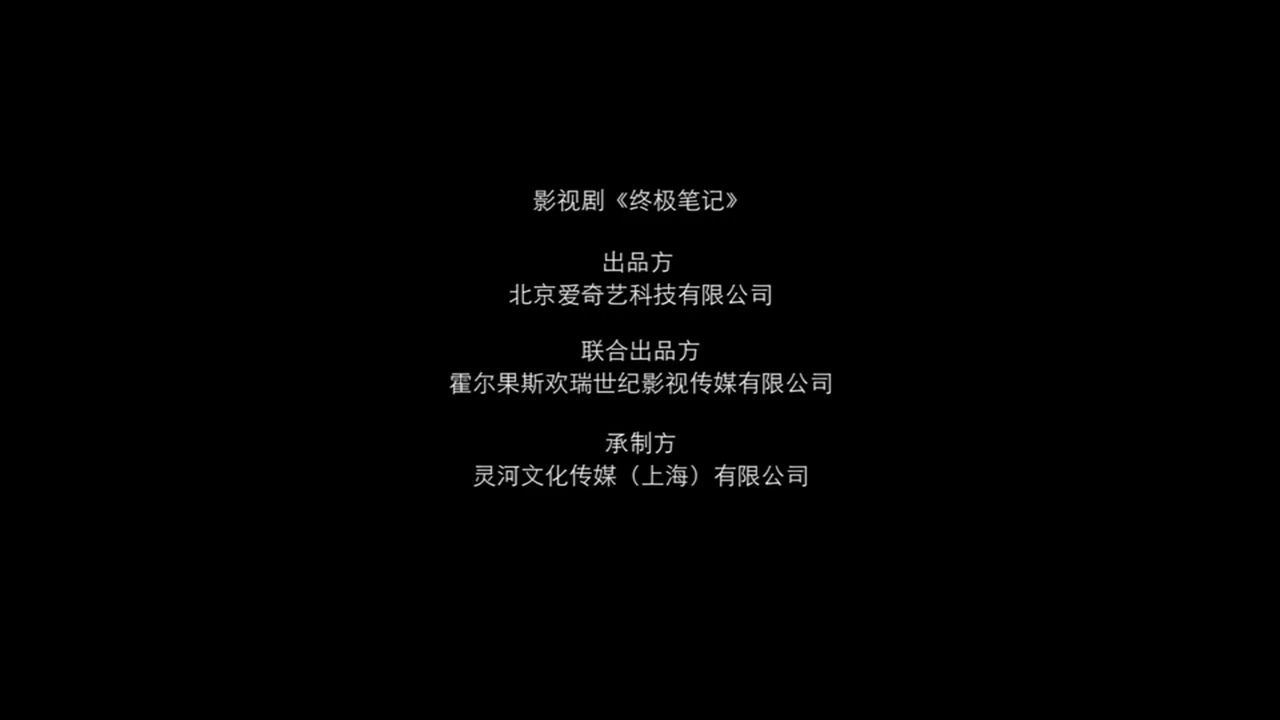 影视剧《终极笔记》
出品方
北京爱奇艺科技有限公司
联合出品方
霍尔果斯欢瑞世纪影视传媒有限公司
承制方
灵河文化传媒（上海）有限公司